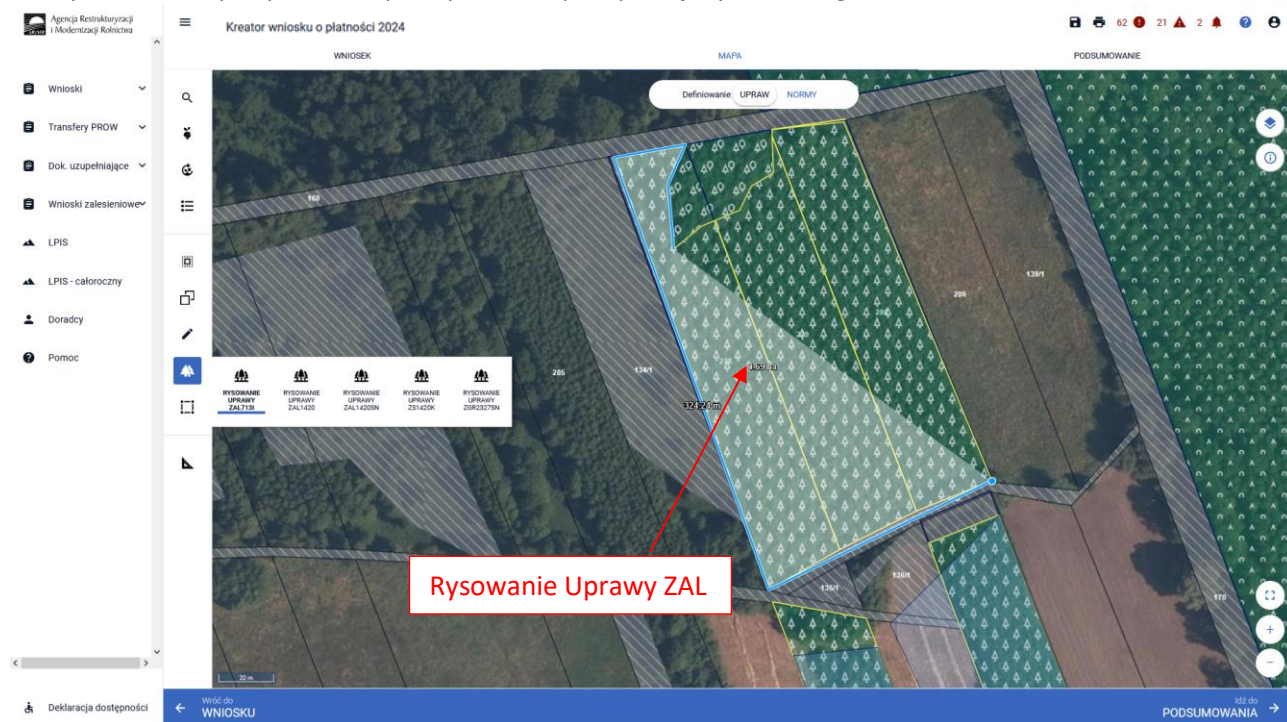 Agencja Restrukturyzacji
i Modernizacji Rolnictwa
Kreator wniosku o płatności 2024
62
21
2
WNIOSEK
MAPA
PODSUMOWANIE
Wnioski
Transfery PROW
Dok. uzupełniające
Wnioski zalesieniowe
LPIS
LPIS - całoroczny
Doradcy
Pomoc
Definiowanie UPRAW NORMY
160
139/1
286
285
134/1
324.24 m
RYSOWANIE
UPRAWY
ZAL713I
RYSOWANIE
UPRAWY
ZAL1420
RYSOWANIE
UPRAWY
ZAL1420SN
RYSOWANIE
UPRAWY
ZS1420K
RYSOWANIE
UPRAWY
ZGR2327SN
Rysowanie Uprawy ZAL
136/1
135/1
170
20 m
Deklaracja dostępności
Wróć do
WNIOSKU
Idź do
PODSUMOWANIA